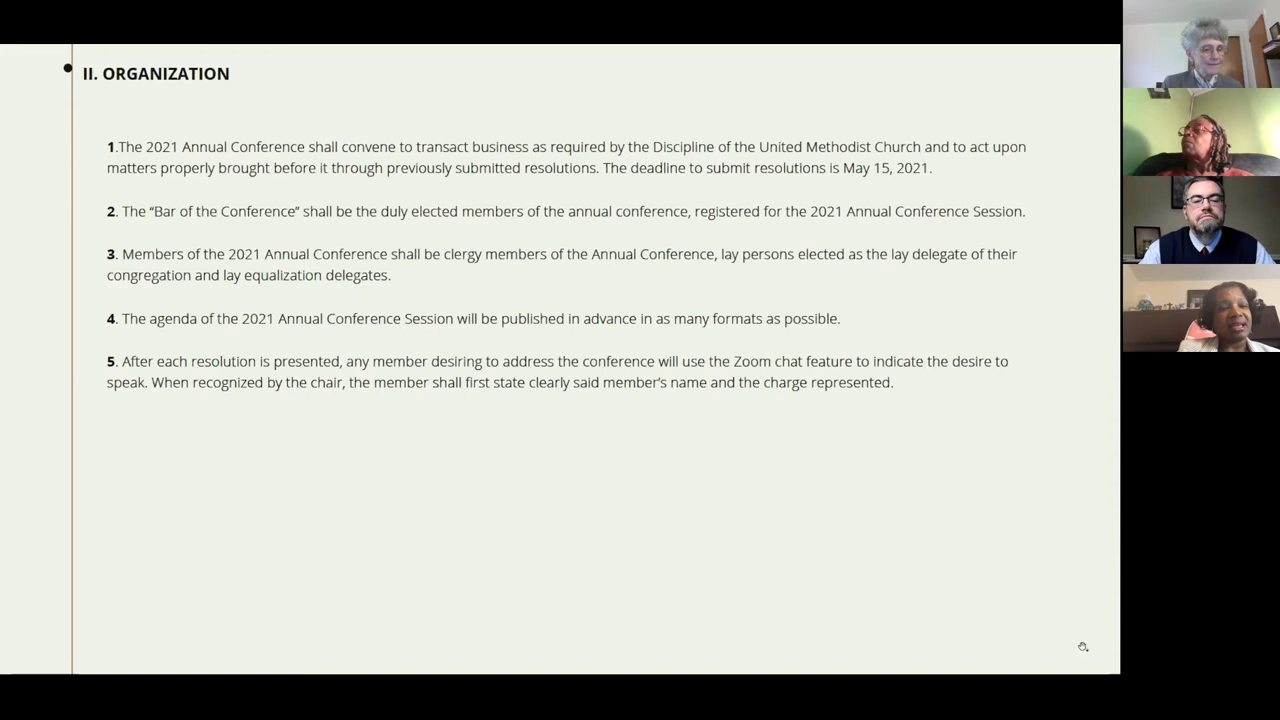 II. ORGANIZATION
1.The 2021 Annual Conference shall convene to transact business as required by the Discipline of the United Methodist Church and to act upon
matters properly brought before it through previously submitted resolutions. The deadline to submit resolutions is May 15, 2021.
2. The “Bar of the Conference” shall be the duly elected members of the annual conference, registered for the 2021 Annual Conference Session.
3. Members of the 2021 Annual Conference shall be clergy members of the Annual Conference, lay persons elected as the lay delegate of their
congregation and lay equalization delegates.
4. The agenda of the 2021 Annual Conference Session will be published in advance in as many formats as possible.
5. After each resolution is presented, any member desiring to address the conference will use the Zoom chat feature to indicate the desire to
speak. When recognized by the chair, the member shall first state clearly said member’s name and the charge represented.